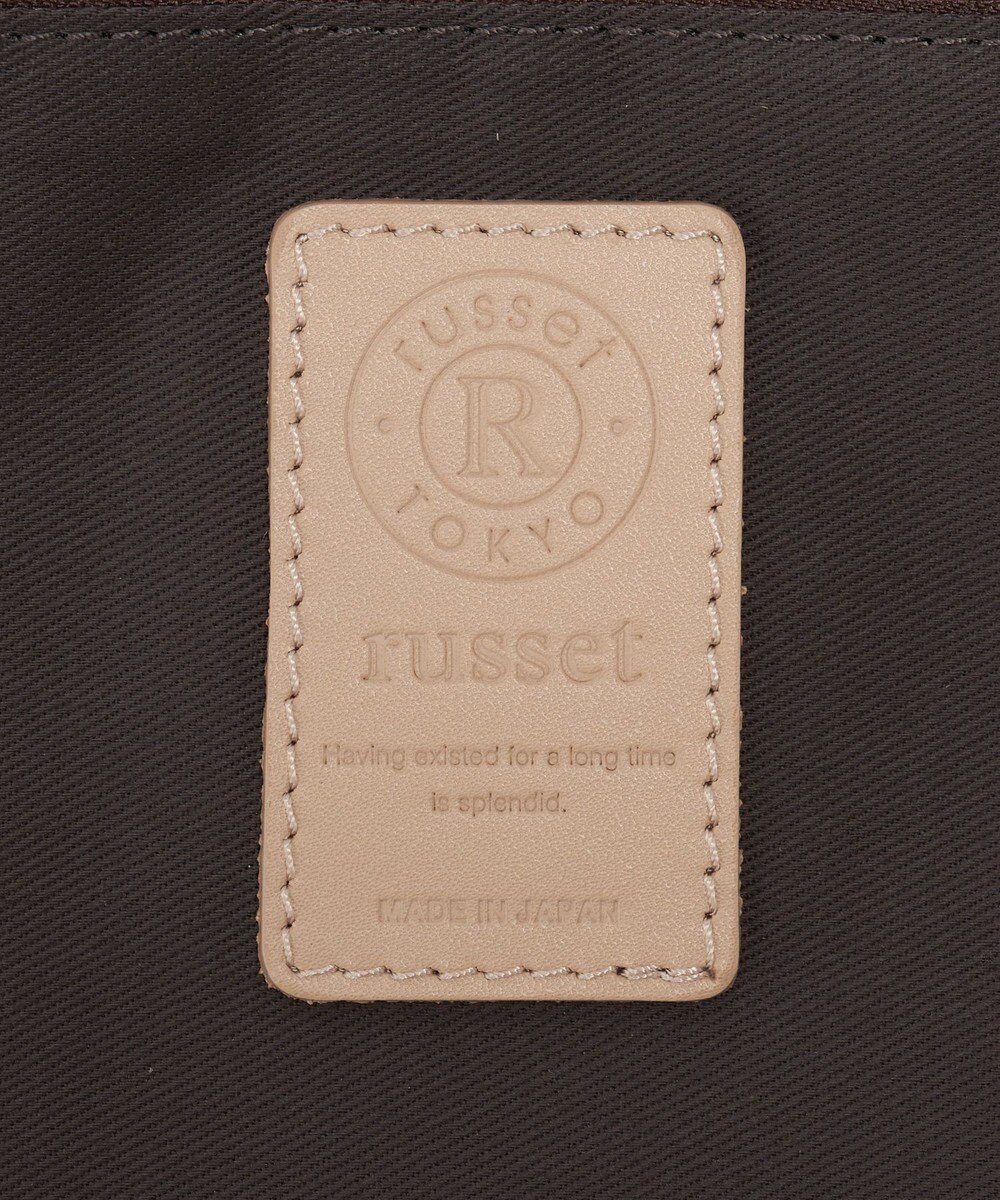 russet
R
TOKYO
russet
Having existed for a long time
is splendid.
MADE IN JAPAN